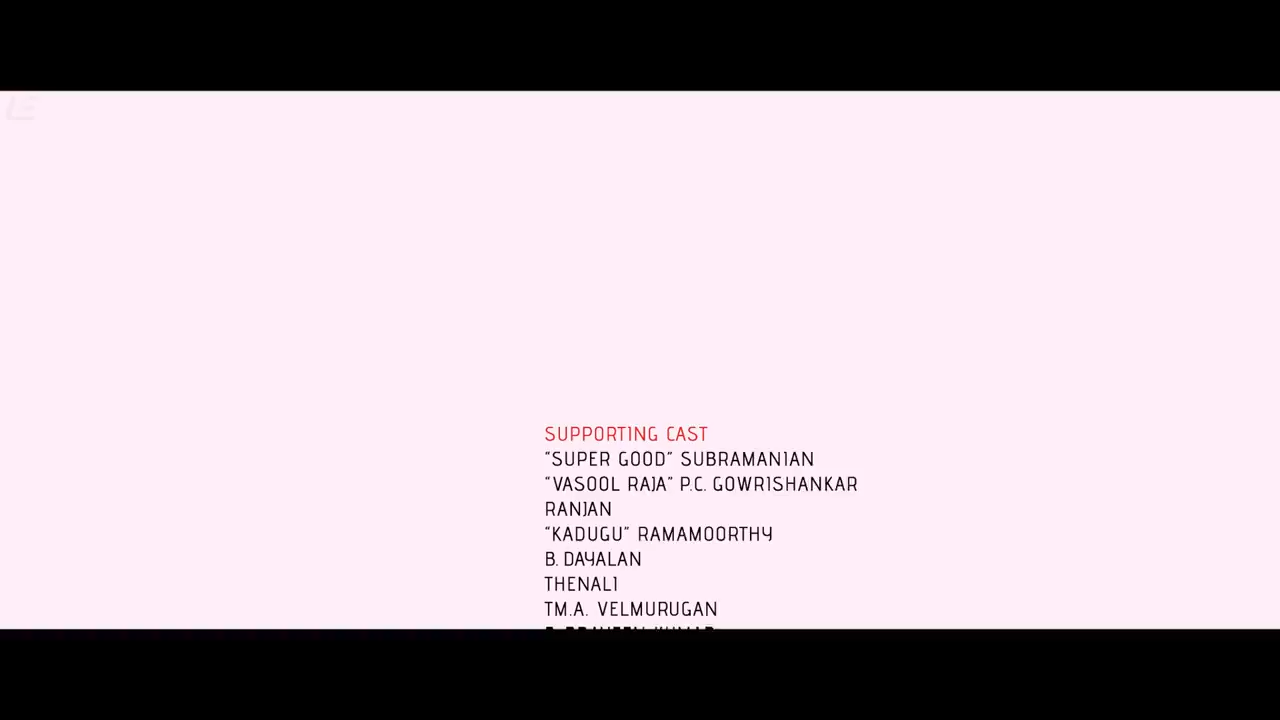 SUPPORTING CAST
“SUPER GOOD” SUBRAMANIAN
“VASOOL RAJA” P.C. GOWRISHANKAR
RANJAN
“KADUGU” RAMAMOORTHY
B. DAYALAN
THENALI
TM.A. VELMURUGAN